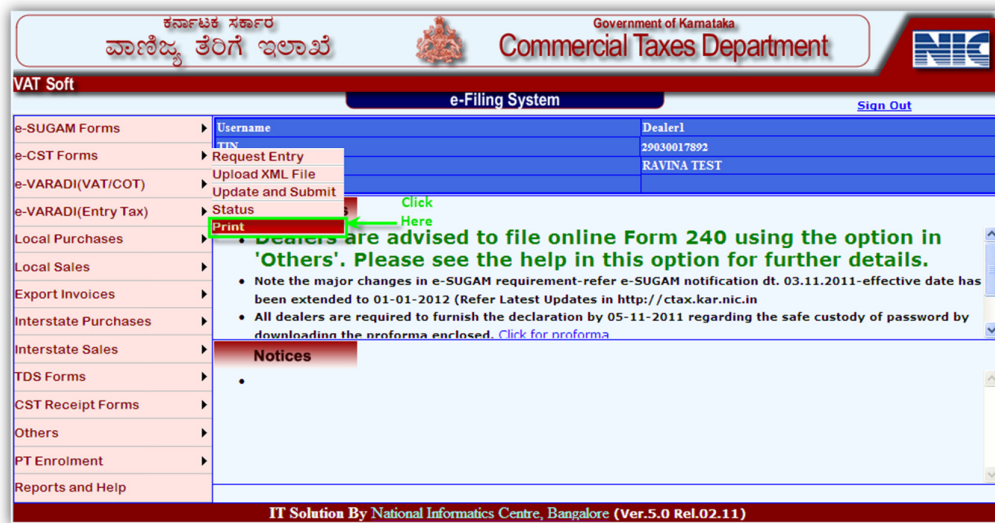 ಕರ್ನಾಟಕ ಸರ್ಕಾರ
ವಾಣಿಜ್ಯ ತೆರಿಗೆ ಇಲಾಖೆ
Government of Karnataka
Commercial Taxes Department
NIC
VAT Soft
e-Filing System
Sign Out
e-SUGAM Forms
e-CST Forms
e-VARADI(VAT/COT)
e-VARADI(Entry Tax)
Local Purchases
Local Sales
Export Invoices
Interstate Purchases
Interstate Sales
TDS Forms
CST Receipt Forms
Others
PT Enrolment
Reports and Help
Username Dealer1
TIN 29030017892
RAVINA TEST
Request Entry
Upload XML File
Update and Submit
Status
Print
Click
Here
• Dealers are advised to file online Form 240 using the option in
'Others'. Please see the help in this option for further details.
• Note the major changes in e-SUGAM requirement-refer e-SUGAM notification dt. 03.11.2011-effective date has
been extended to 01-01-2012 (Refer Latest Updates in http://ctax.kar.nic.in
• All dealers are required to furnish the declaration by 05-11-2011 regarding the safe custody of password by
downloading the proforma enclosed. Click for proforma
Notices
•
IT Solution By National Informatics Centre, Bangalore (Ver.5.0 Rel.02.11)